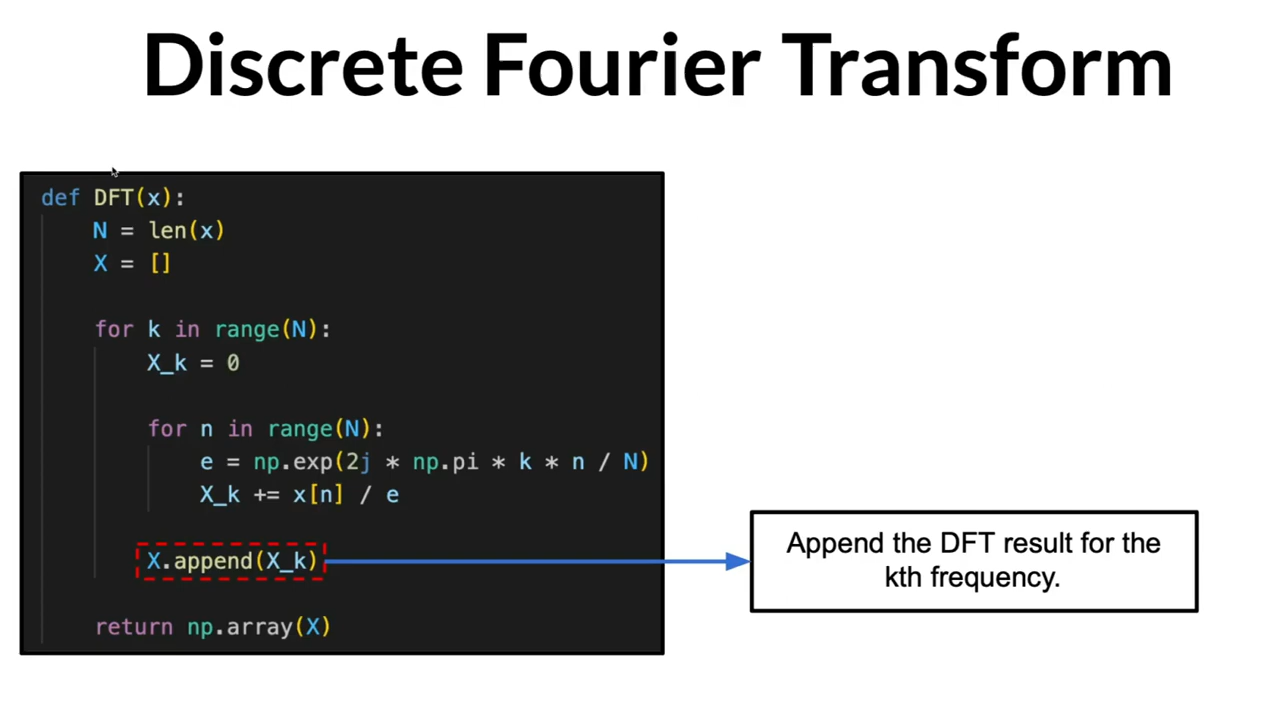 Discrete Fourier Transform
def DFT(x):
    N = len(x)
    X = []
    for k in range(N):
        X_k = 0
        for n in range(N):
            e = np.exp(2j * np.pi * k * n / N)
            X_k += x[n] / e
        X.append(X_k)
    return np.array(X)
Append the DFT result for the
kth frequency.